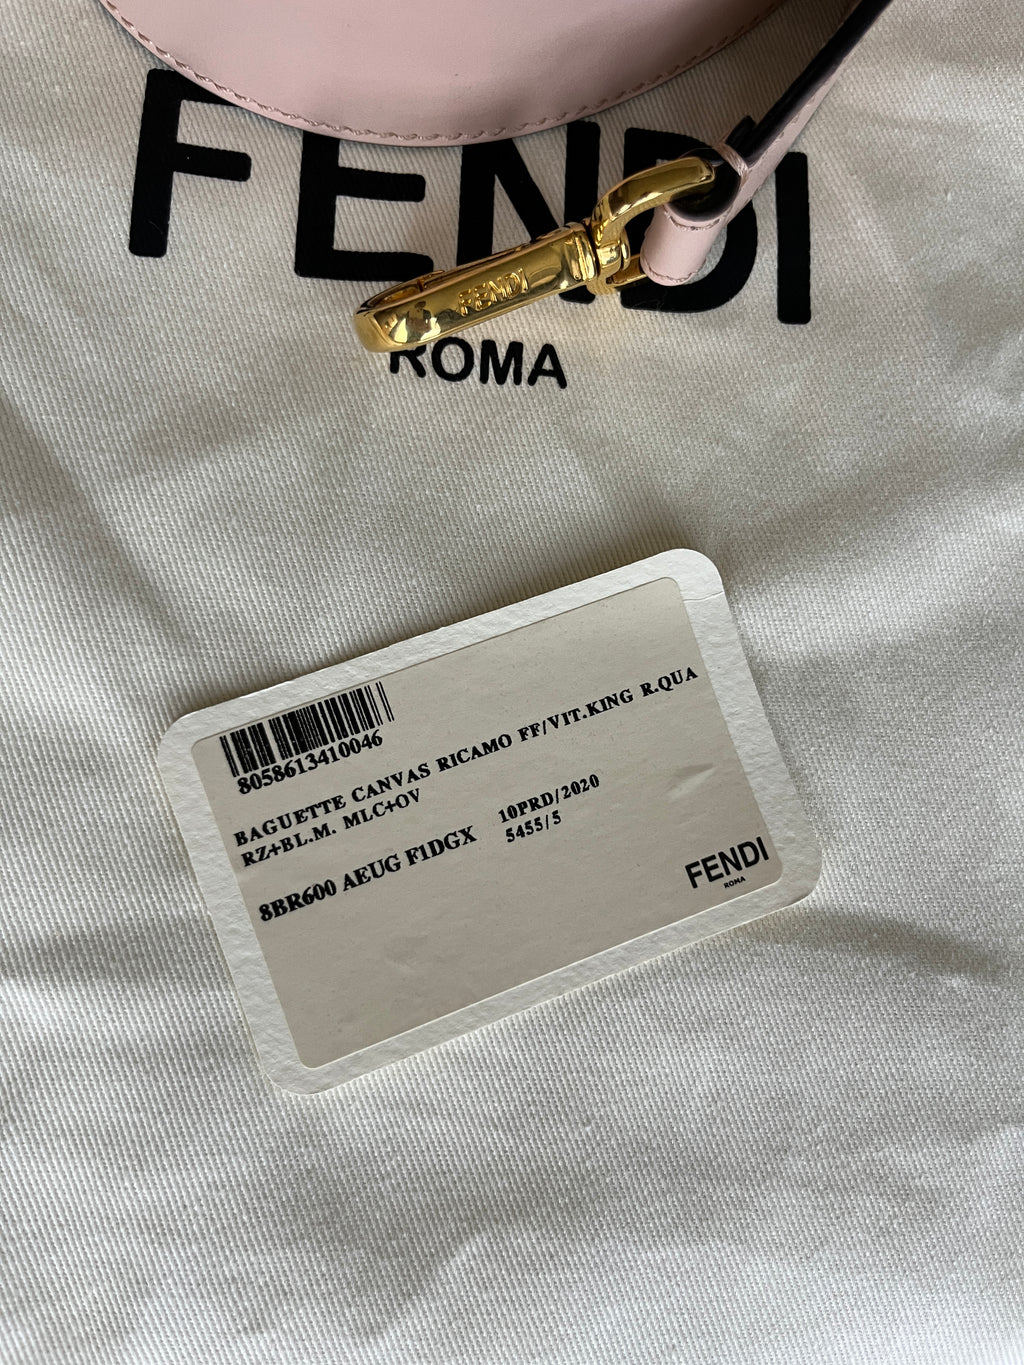 FENDI
ROMA
FENDI
8058613410046
BAGUETTE CANVAS RICAMO FF/VIT.KING R.QUA
RZ+BL.M. MLC+OV
8BR600 AEUG F1DGX
10PRD/2020
5455/5
FENDI
ROMA